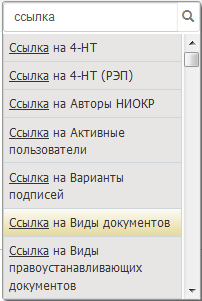 ссылка
Ссылка на 4-НТ
Ссылка на 4-НТ (РЭП)
Ссылка на Авторы НИОКР
Ссылка на Активные
пользователи
Ссылка на Варианты
подписей
Ссылка на Виды документов
Ссылка на Виды
правоустанавливающих
документов